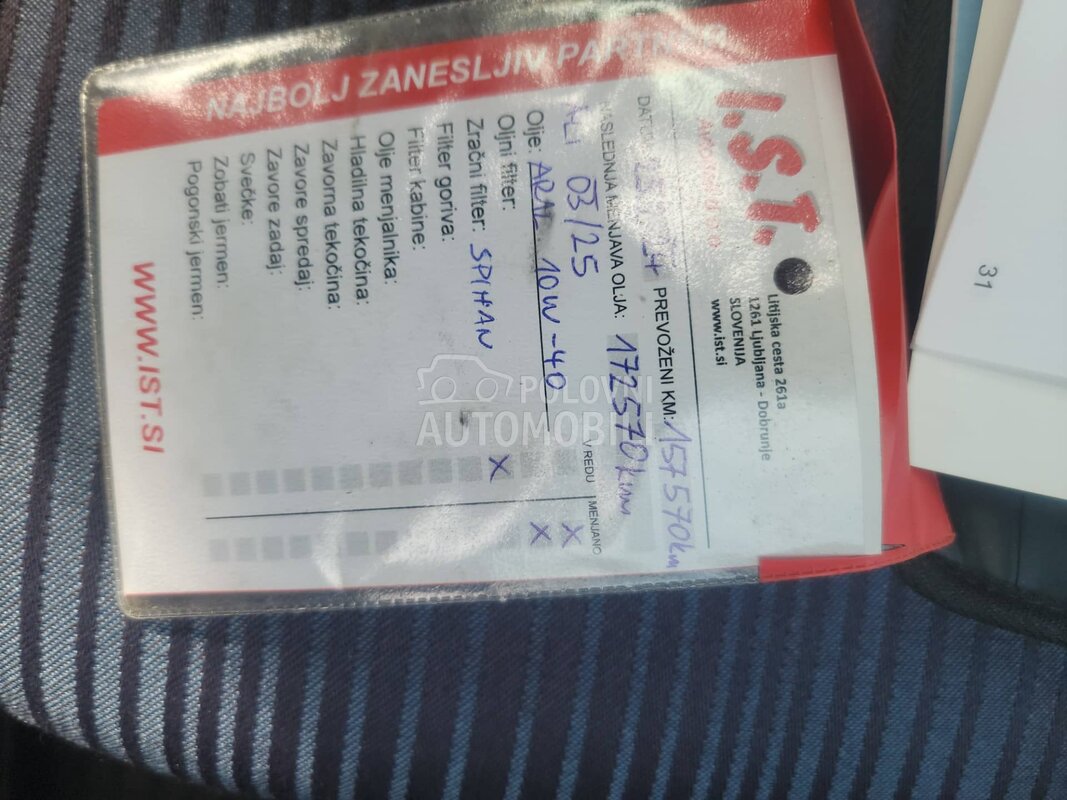 NAJBOLJ ZANESLJIV PARTNER
I.S.T.
Litijska cesta 261a
1261 Ljubljana - Dobrunje
SLOVENIJA
www.ist.si
PREVOŽENI KM: 157570km
NASLEDNJA MENJAVA OLJA: 172570km
ALI 03/25
V REDU MENJANO
Olje: ARAL 10W-40 X
Oljni filter: X
Zračni filter: SPIHAN X
Filter goriva:
Filter kabine:
Olje menjalnika:
Hladilna tekočina:
Zavorna tekočina:
Zavore spredaj:
Zavore zadaj:
Svečke:
Zobati jermen:
Pogonski jermen:
WWW.IST.SI
31
POLOVNI
AUTOMOBILI